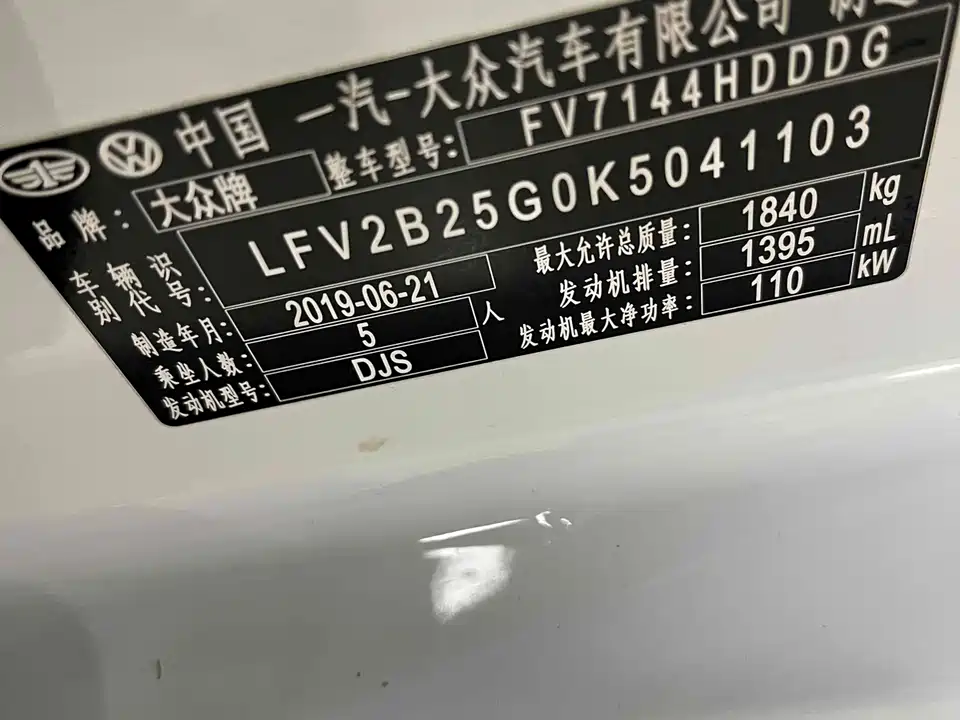 中国 一汽-大众汽车有限公司 制造
品牌: 大众牌 整车型号: FV7144HDDDG
车辆识别代号: LFV2B25G0K5041103
制造年月: 2019-06-21 最大允许总质量: 1840 kg
乘坐人数: 5 人 发动机排量: 1395 mL
发动机型号: DJS 发动机最大净功率: 110 kW